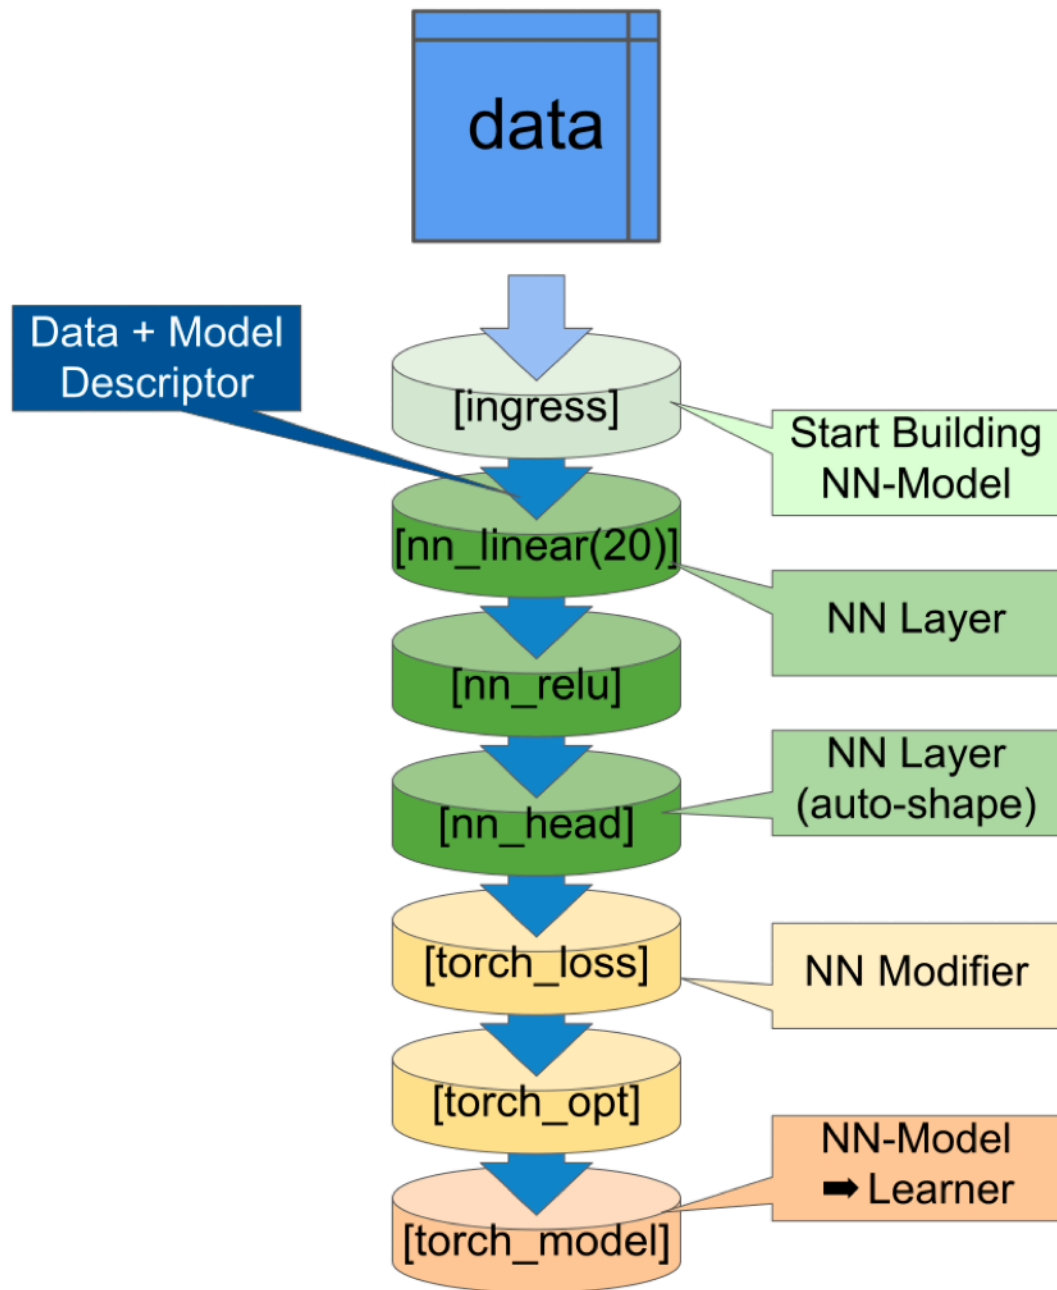 data
Data + Model
Descriptor
[ingress]
Start Building
NN-Model
[nn_linear(20)]
NN Layer
[nn_relu]
NN Layer
(auto-shape)
[nn_head]
[torch_loss]
NN Modifier
[torch_opt]
NN-Model
➡ Learner
[torch_model]